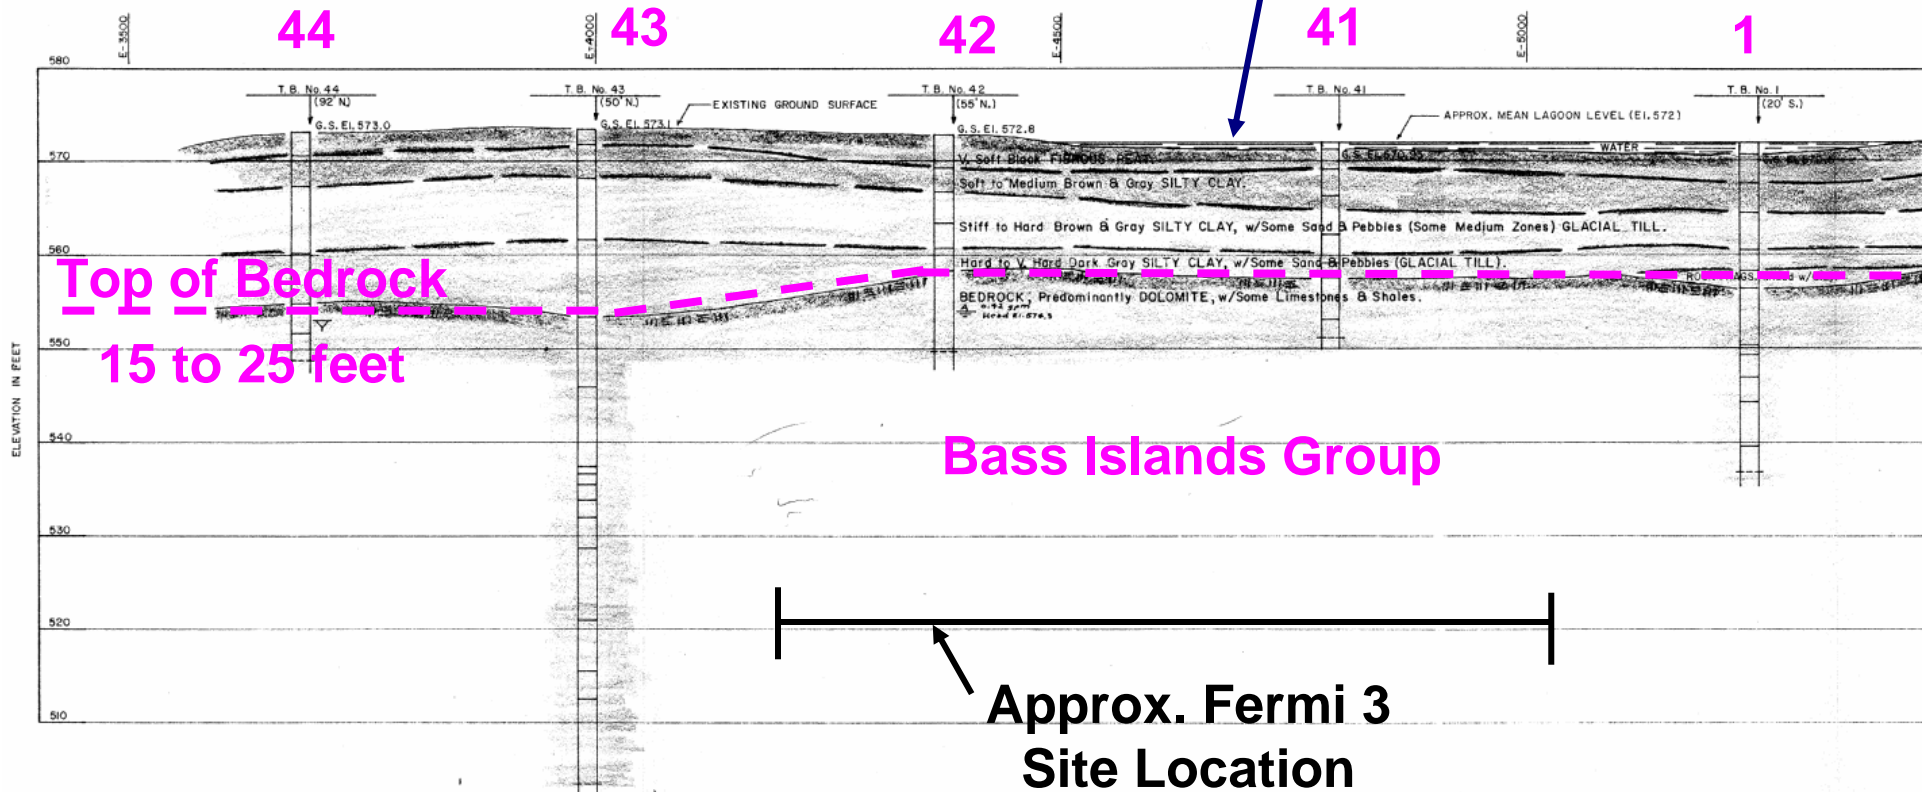 44
43
42
41
1
E-3500
E-4000
E-4500
E-5000
580
T. B. No. 44
(92' N.)
T. B. No. 43
(50' N.)
T. B. No. 42
(55' N.)
T. B. No. 41
T. B. No. 1
(20' S.)
EXISTING GROUND SURFACE
APPROX. MEAN LAGOON LEVEL (El. 572)
G.S. El. 573.0
G.S. El. 573.1
G.S. El. 572.8
WATER
570
V. Soft Black FIBROUS PEAT.
G.S. El.
Soft to Medium Brown & Gray SILTY CLAY.
Stiff to Hard Brown & Gray SILTY CLAY, w/Some Sand & Pebbles (Some Medium Zones) GLACIAL TILL.
560
Hard to V. Hard Dark Gray SILTY CLAY, w/Some Sand & Pebbles (GLACIAL TILL).
Top of Bedrock
BEDROCK, Predominantly DOLOMITE, w/Some Limestones & Shales.
15 to 25 feet
550
ELEVATION IN FEET
540
Bass Islands Group
530
520
510
Approx. Fermi 3
Site Location